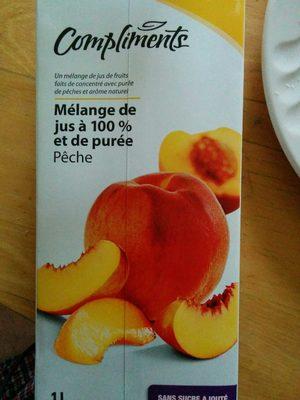 Compliments
Un mélange de jus de fruits
faits de concentré avec purée
de pêches et arôme naturel
Mélange de
jus à 100 %
et de purée
Pêche
1L
SANS SUCRE AJOUTÉ